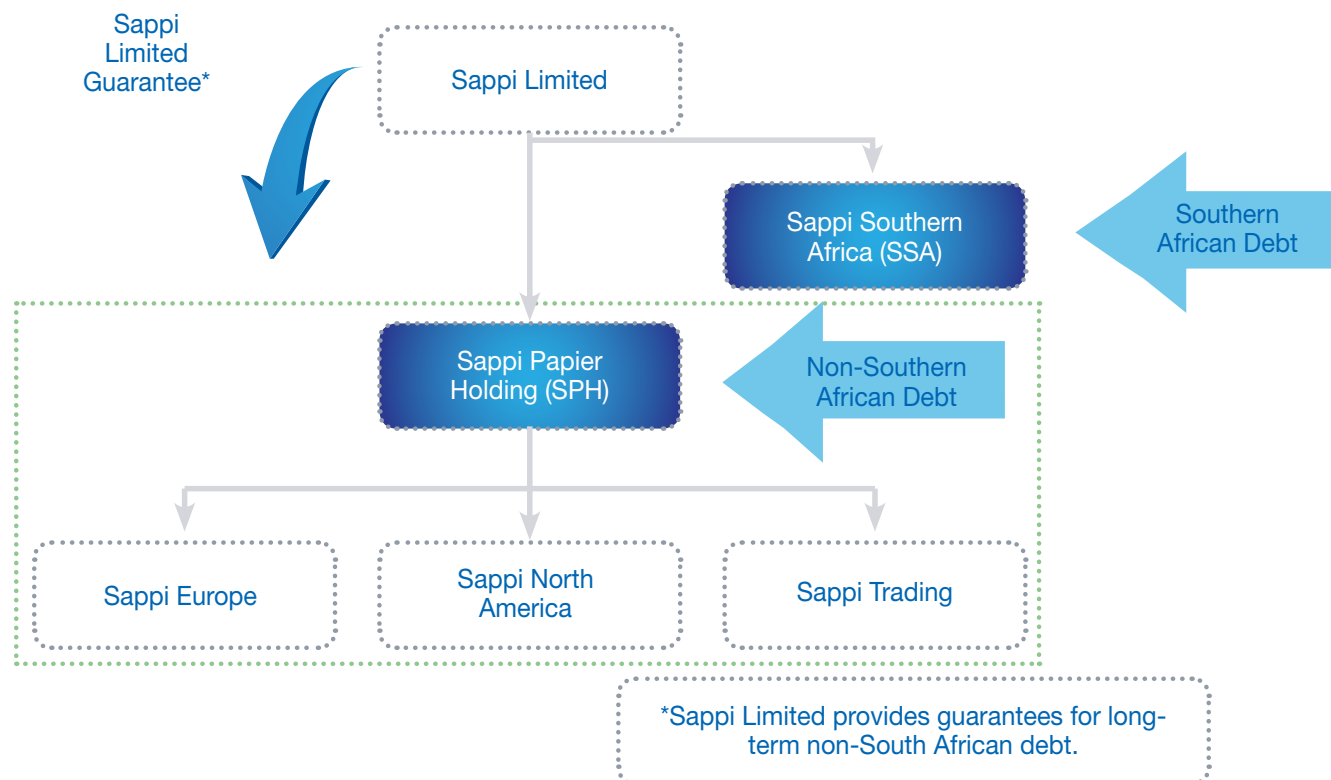 Sappi
Limited
Guarantee*
Sappi Limited
Sappi Southern
Africa (SSA)
Southern
African Debt
Sappi Papier
Holding (SPH)
Non-Southern
African Debt
Sappi Europe
Sappi North
America
Sappi Trading
*Sappi Limited provides guarantees for long-
term non-South African debt.